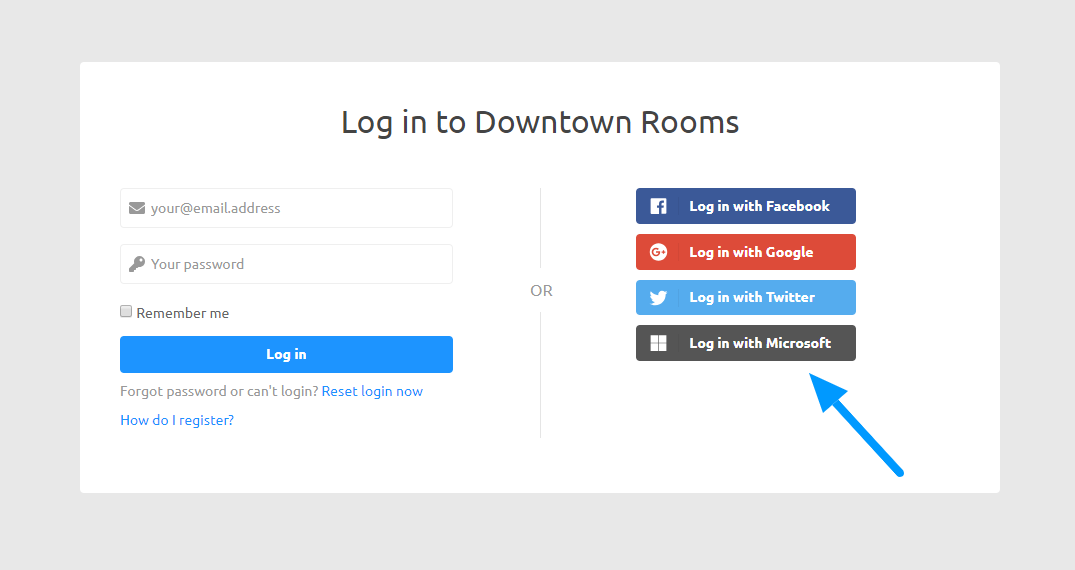 Log in to Downtown Rooms
your@email.address
Your password
Remember me
Log in
Forgot password or can't login? Reset login now
How do I register?
OR
Log in with Facebook
Log in with Google
Log in with Twitter
Log in with Microsoft